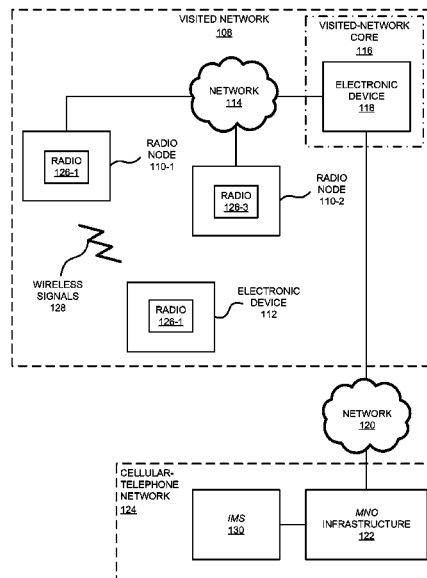 VISITED NETWORK
108
VISITED-NETWORK
CORE
116
ELECTRONIC
DEVICE
118
NETWORK
114
RADIO
126-1
RADIO
NODE
110-1
RADIO
126-3
RADIO
NODE
110-2
WIRELESS
SIGNALS
128
RADIO
126-1
ELECTRONIC
DEVICE
112
NETWORK
120
CELLULAR-
TELEPHONE
NETWORK
124
iMS
130
MNO
INFRASTRUCTURE
122